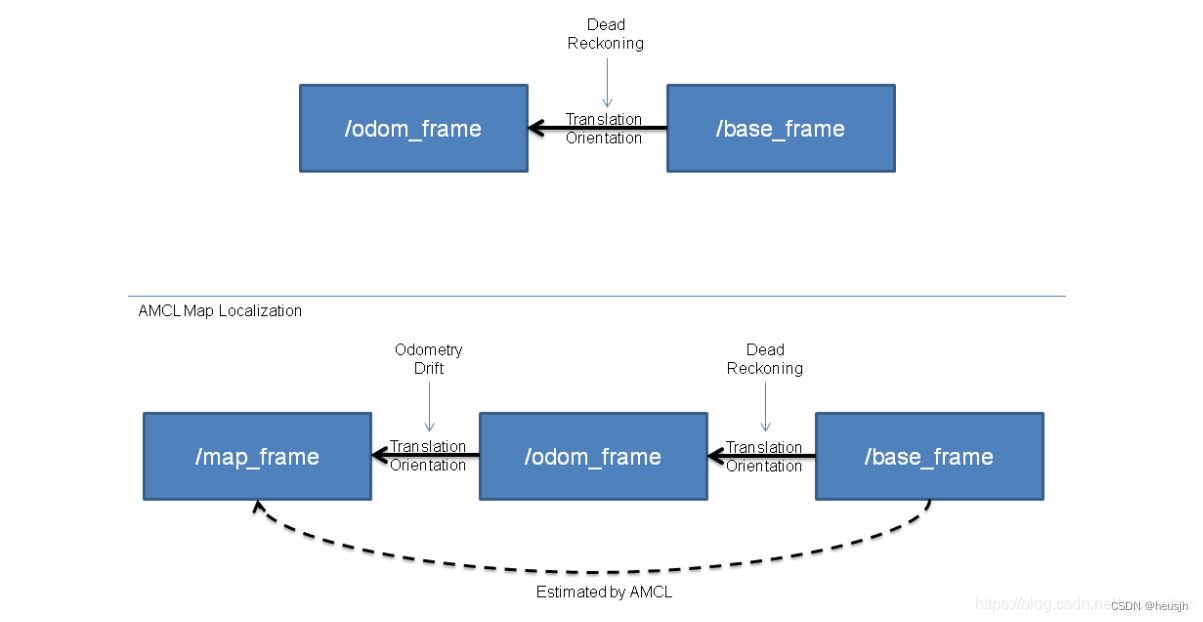 Dead
Reckoning
/odom_frame
Translation
Orientation
/base_frame
AMCL Map Localization
Odometry
Drift
Dead
Reckoning
/map_frame
Translation
Orientation
/odom_frame
Translation
Orientation
/base_frame
Estimated by AMCL
https://blog.csdn.net
CSDN @heusjh